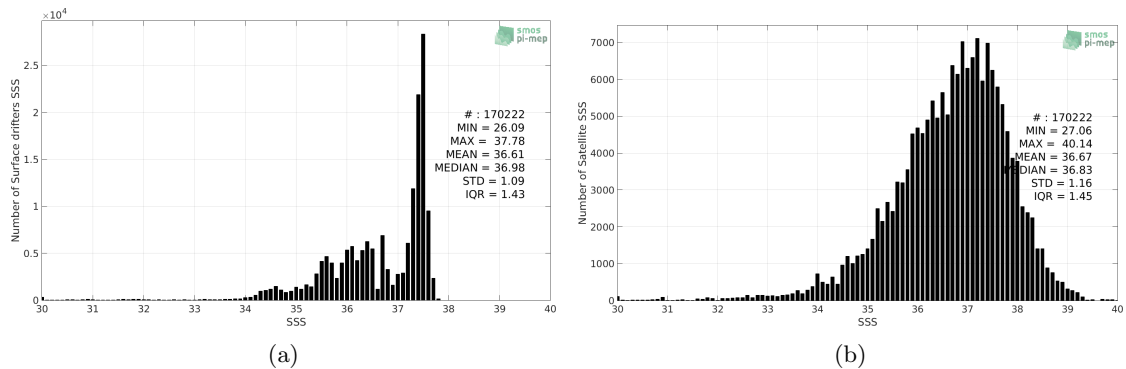 ×10⁴
smos
pi-mep
Number of Surface drifters SSS
2.5
2
1.5
1
0.5
0
# : 170222
MIN = 26.09
MAX = 37.78
MEAN = 36.61
MEDIAN = 36.98
STD = 1.09
IQR = 1.43
30 31 32 33 34 35 36 37 38 39 40
SSS
(a)
smos
pi-mep
Number of Satellite SSS
7000
6000
5000
4000
3000
2000
1000
0
# : 170222
MIN = 27.06
MAX = 40.14
MEAN = 36.67
MEDIAN = 36.83
STD = 1.16
IQR = 1.45
30 31 32 33 34 35 36 37 38 39 40
SSS
(b)